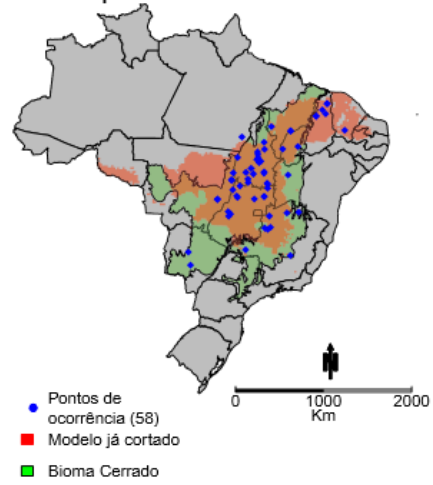 N
0
1000
2000
Km
Pontos de
ocorrência (58)
Modelo já cortado
Bioma Cerrado